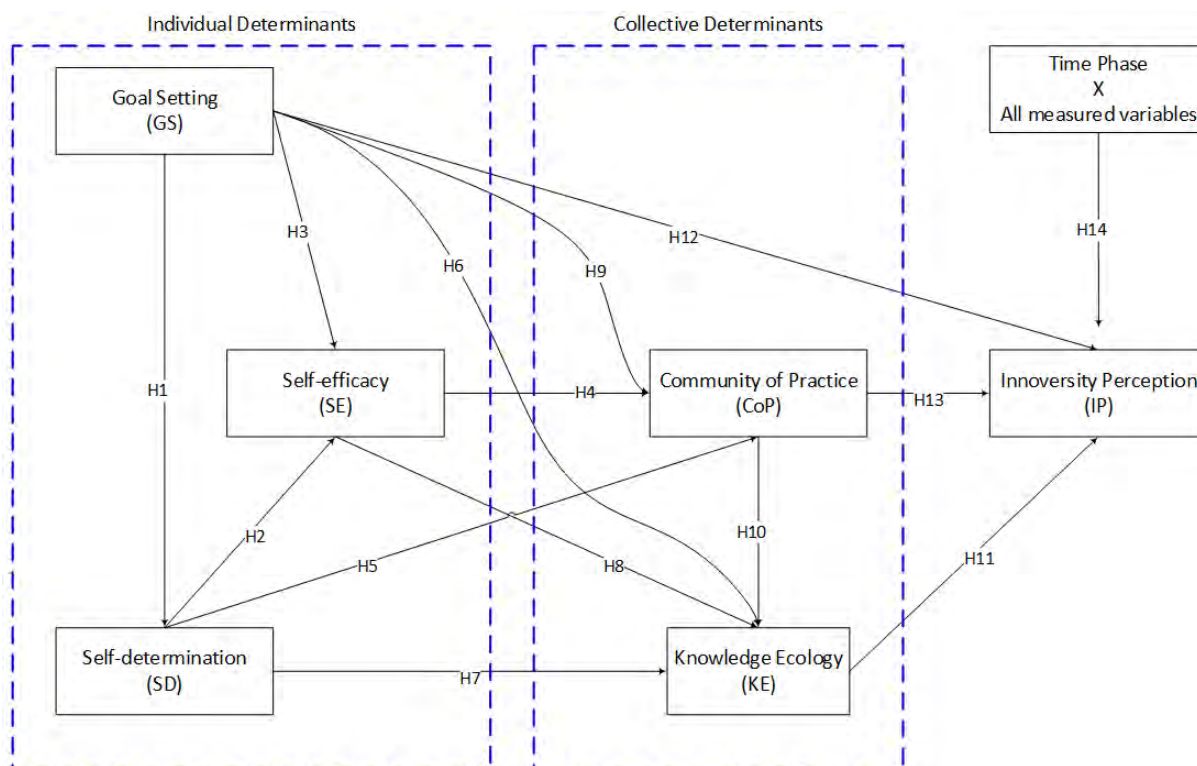 Individual Determinants
Collective Determinants
Goal Setting
(GS)
Time Phase
X
All measured variables
H3
H6
H9
H12
H14
Self-efficacy
(SE)
Community of Practice
(CoP)
Innoversity Perception
(IP)
H1
H4
H13
H2
H5
H8
H10
H11
Self-determination
(SD)
Knowledge Ecology
(KE)
H7